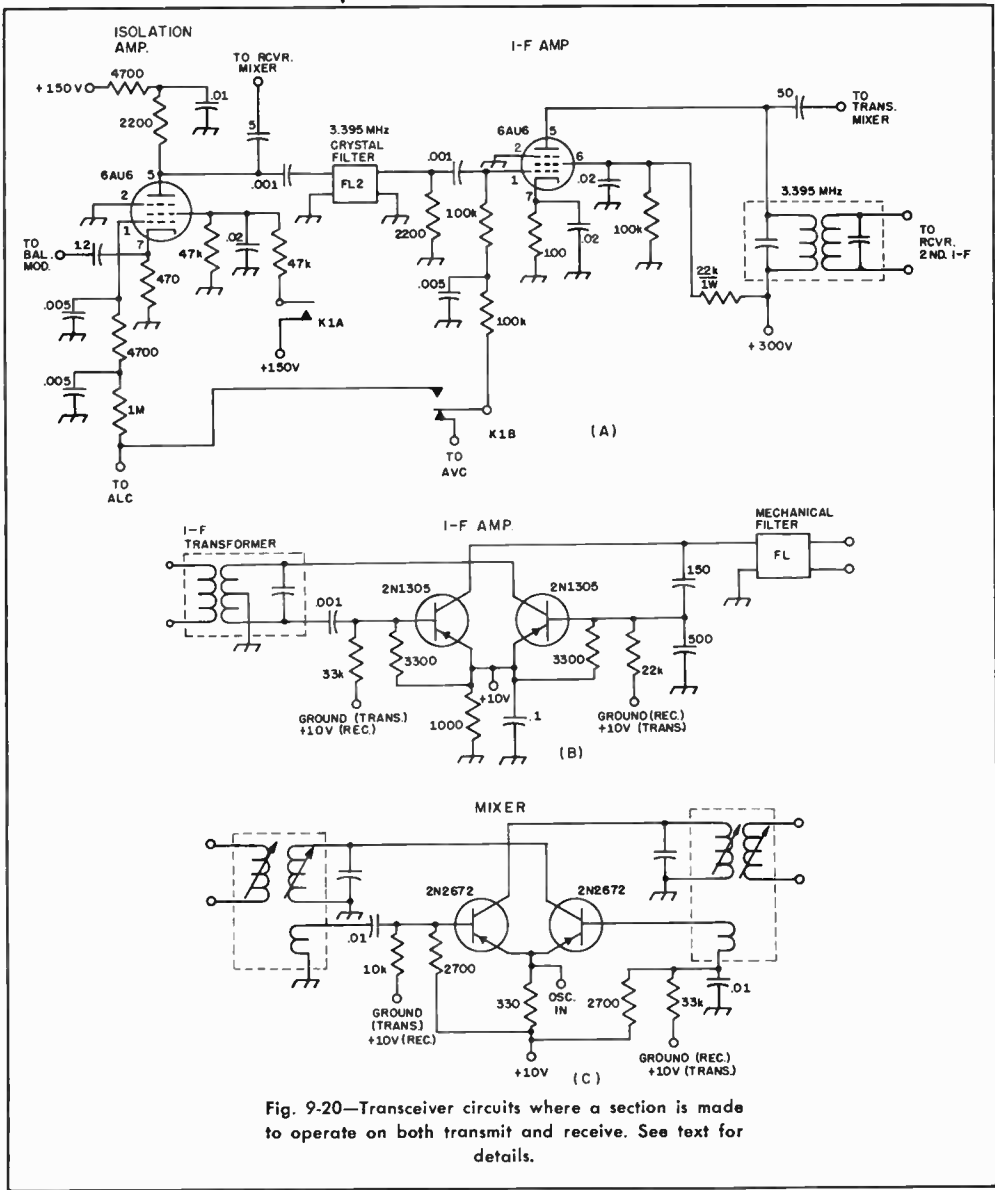 ISOLATION
AMP.
I-F AMP
TO RCVR.
MIXER
+150V
4700
.01
2200
5
3.395 MHz
CRYSTAL
FILTER
FL2
.001
.001
50
TO
TRANS.
MIXER
6AU6
5
2
1
7
6AU6
5
2
6
1
7
.02
100k
3.395 MHz
TO
RCVR.
2ND. I-F
TO
BAL.
MOD.
12
47k
.02
47k
470
2200
100k
100
.02
22k
1W
.005
4700
K1A
+150V
.005
100k
+300V
.005
1M
K1B
(A)
TO
ALC
TO
AVC
I-F
TRANSFORMER
I-F AMP.
MECHANICAL
FILTER
FL
2N1305
2N1305
150
.001
33k
3300
3300
22k
500
+10V
GROUND (TRANS.)
+10V (REC.)
1000
.1
GROUND (REC.)
+10V (TRANS)
(B)
MIXER
2N2672
2N2672
.01
10k
2700
330
OSC.
IN
2700
33k
.01
GROUND
(TRANS.)
+10V (REC.)
+10V
GROUND (REC.)
+10V (TRANS.)
(C)
Fig. 9-20—Transceiver circuits where a section is made
to operate on both transmit and receive. See text for
details.